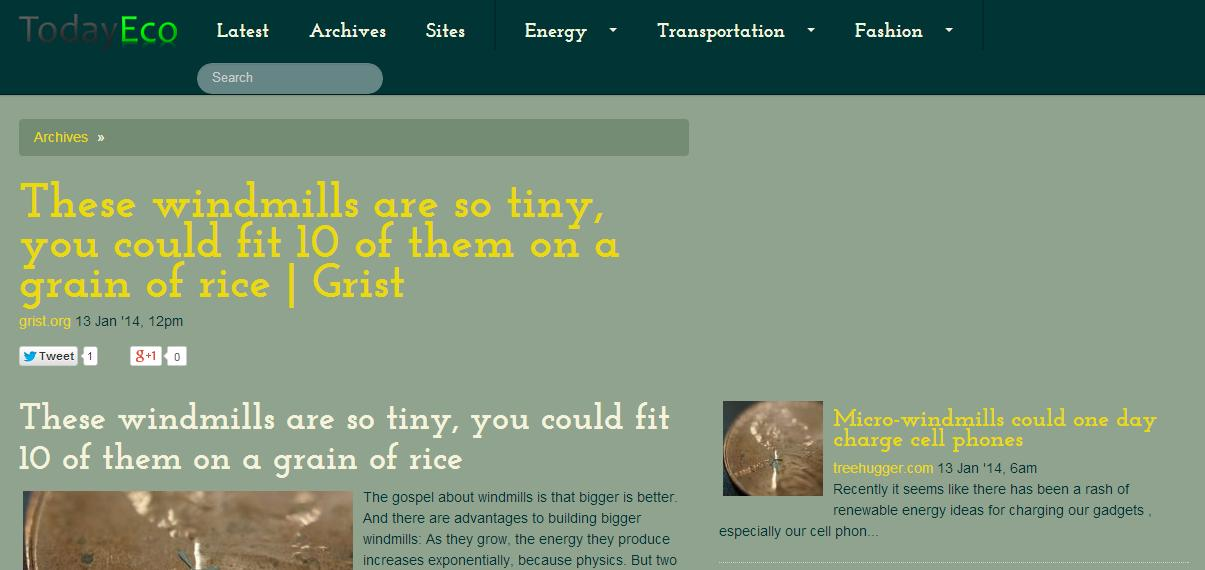 TodayEco
Latest
Archives
Sites
Energy
Transportation
Fashion
Search
Archives »
These windmills are so tiny,
you could fit 10 of them on a
grain of rice | Grist
grist.org 13 Jan '14, 12pm
Tweet 1
g+1 0
These windmills are so tiny, you could fit
10 of them on a grain of rice
The gospel about windmills is that bigger is better.
And there are advantages to building bigger
windmills: As they grow, the energy they produce
increases exponentially, because physics. But two
Micro-windmills could one day
charge cell phones
treehugger.com 13 Jan '14, 6am
Recently it seems like there has been a rash of
renewable energy ideas for charging our gadgets ,
especially our cell phon...